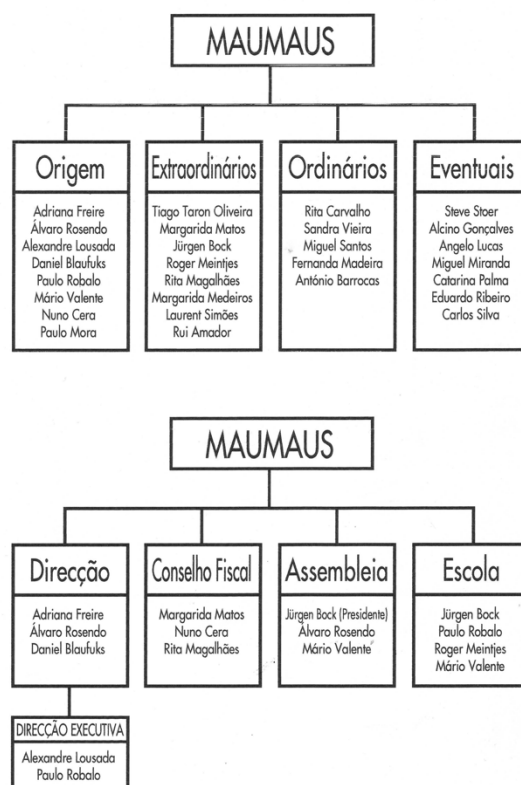 MAUMAUS
Origem
Adriana Freire
Álvaro Rosendo
Alexandre Lousada
Daniel Blaufuks
Paulo Robalo
Mário Valente
Nuno Cera
Paulo Mora
Extraordinários
Tiago Taron Oliveira
Margarida Matos
Jürgen Bock
Roger Meintjes
Rita Magalhães
Margarida Medeiros
Laurent Simões
Rui Amador
Ordinários
Rita Carvalho
Sandra Vieira
Miguel Santos
Fernanda Madeira
António Barrocas
Eventuais
Steve Stoer
Alcino Gonçalves
Angelo Lucas
Miguel Miranda
Catarina Palma
Eduardo Ribeiro
Carlos Silva
MAUMAUS
Direcção
Adriana Freire
Álvaro Rosendo
Daniel Blaufuks
DIRECÇÃO EXECUTIVA
Alexandre Lousada
Paulo Robalo
Conselho Fiscal
Margarida Matos
Nuno Cera
Rita Magalhães
Assembleia
Jürgen Bock (Presidente)
Álvaro Rosendo
Mário Valente
Escola
Jürgen Bock
Paulo Robalo
Roger Meintjes
Mário Valente